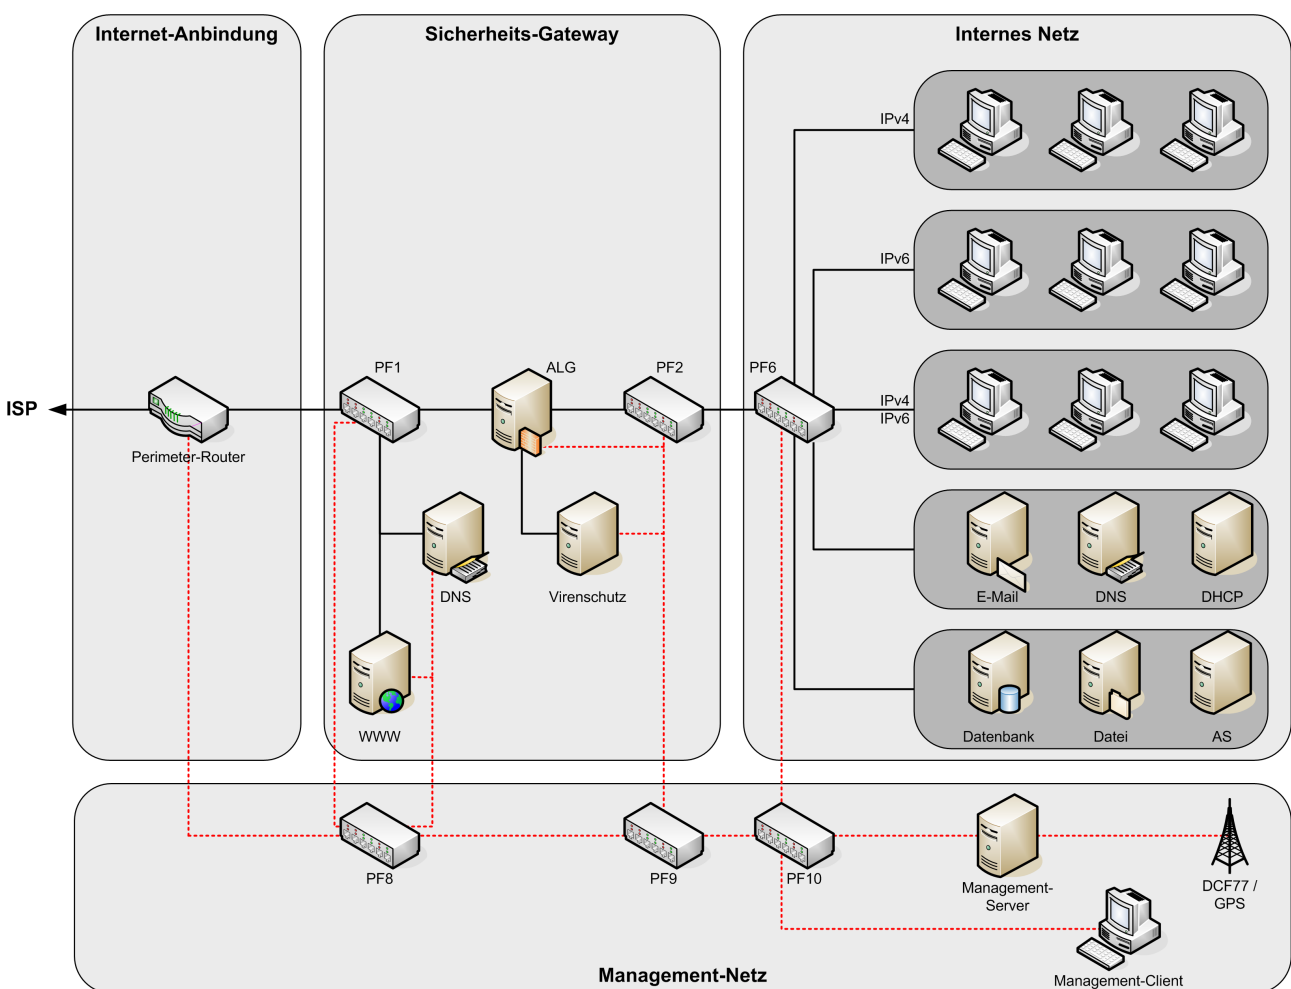 Internet-Anbindung
Sicherheits-Gateway
Internes Netz
IPv4
IPv6
PF1
ALG
PF2
PF6
ISP
IPv4
IPv6
Perimeter-Router
DNS
Virenschutz
E-Mail
DNS
DHCP
WWW
Datenbank
Datei
AS
PF8
PF9
PF10
Management-
Server
DCF77 /
GPS
Management-Netz
Management-Client